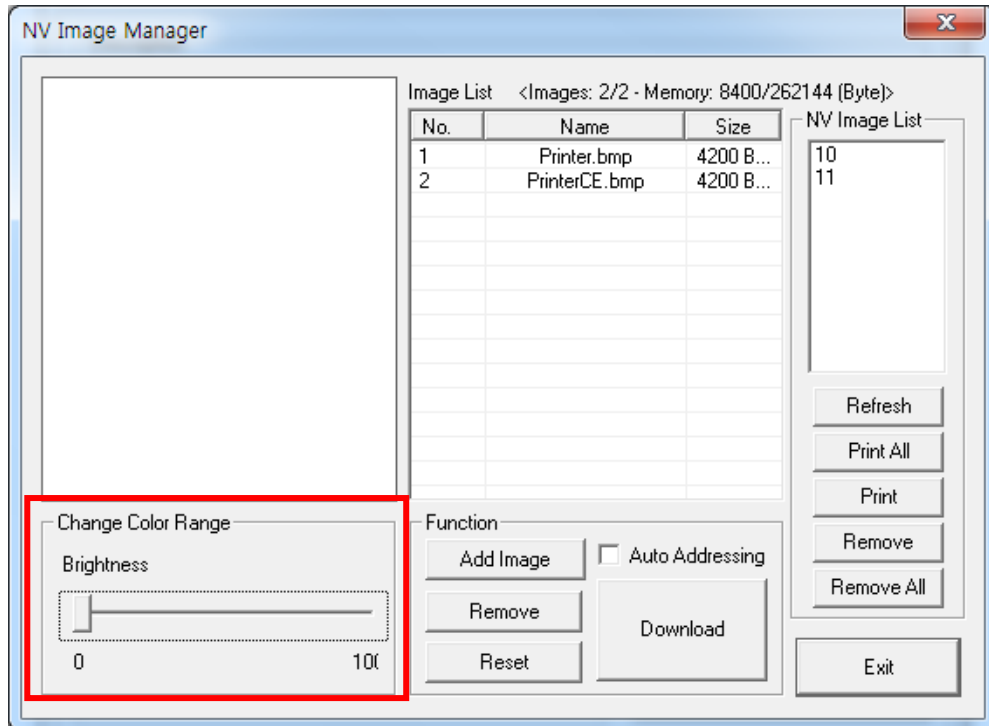 NV Image Manager
Image List <Images: 2/2 - Memory: 8400/262144 (Byte)>
No. Name Size
1 Printer.bmp 4200 B...
2 PrinterCE.bmp 4200 B...
NV Image List
10
11
Refresh
Print All
Print
Remove
Remove All
Change Color Range
Brightness
0 10(
Function
Add Image
Auto Addressing
Remove
Download
Reset
Exit